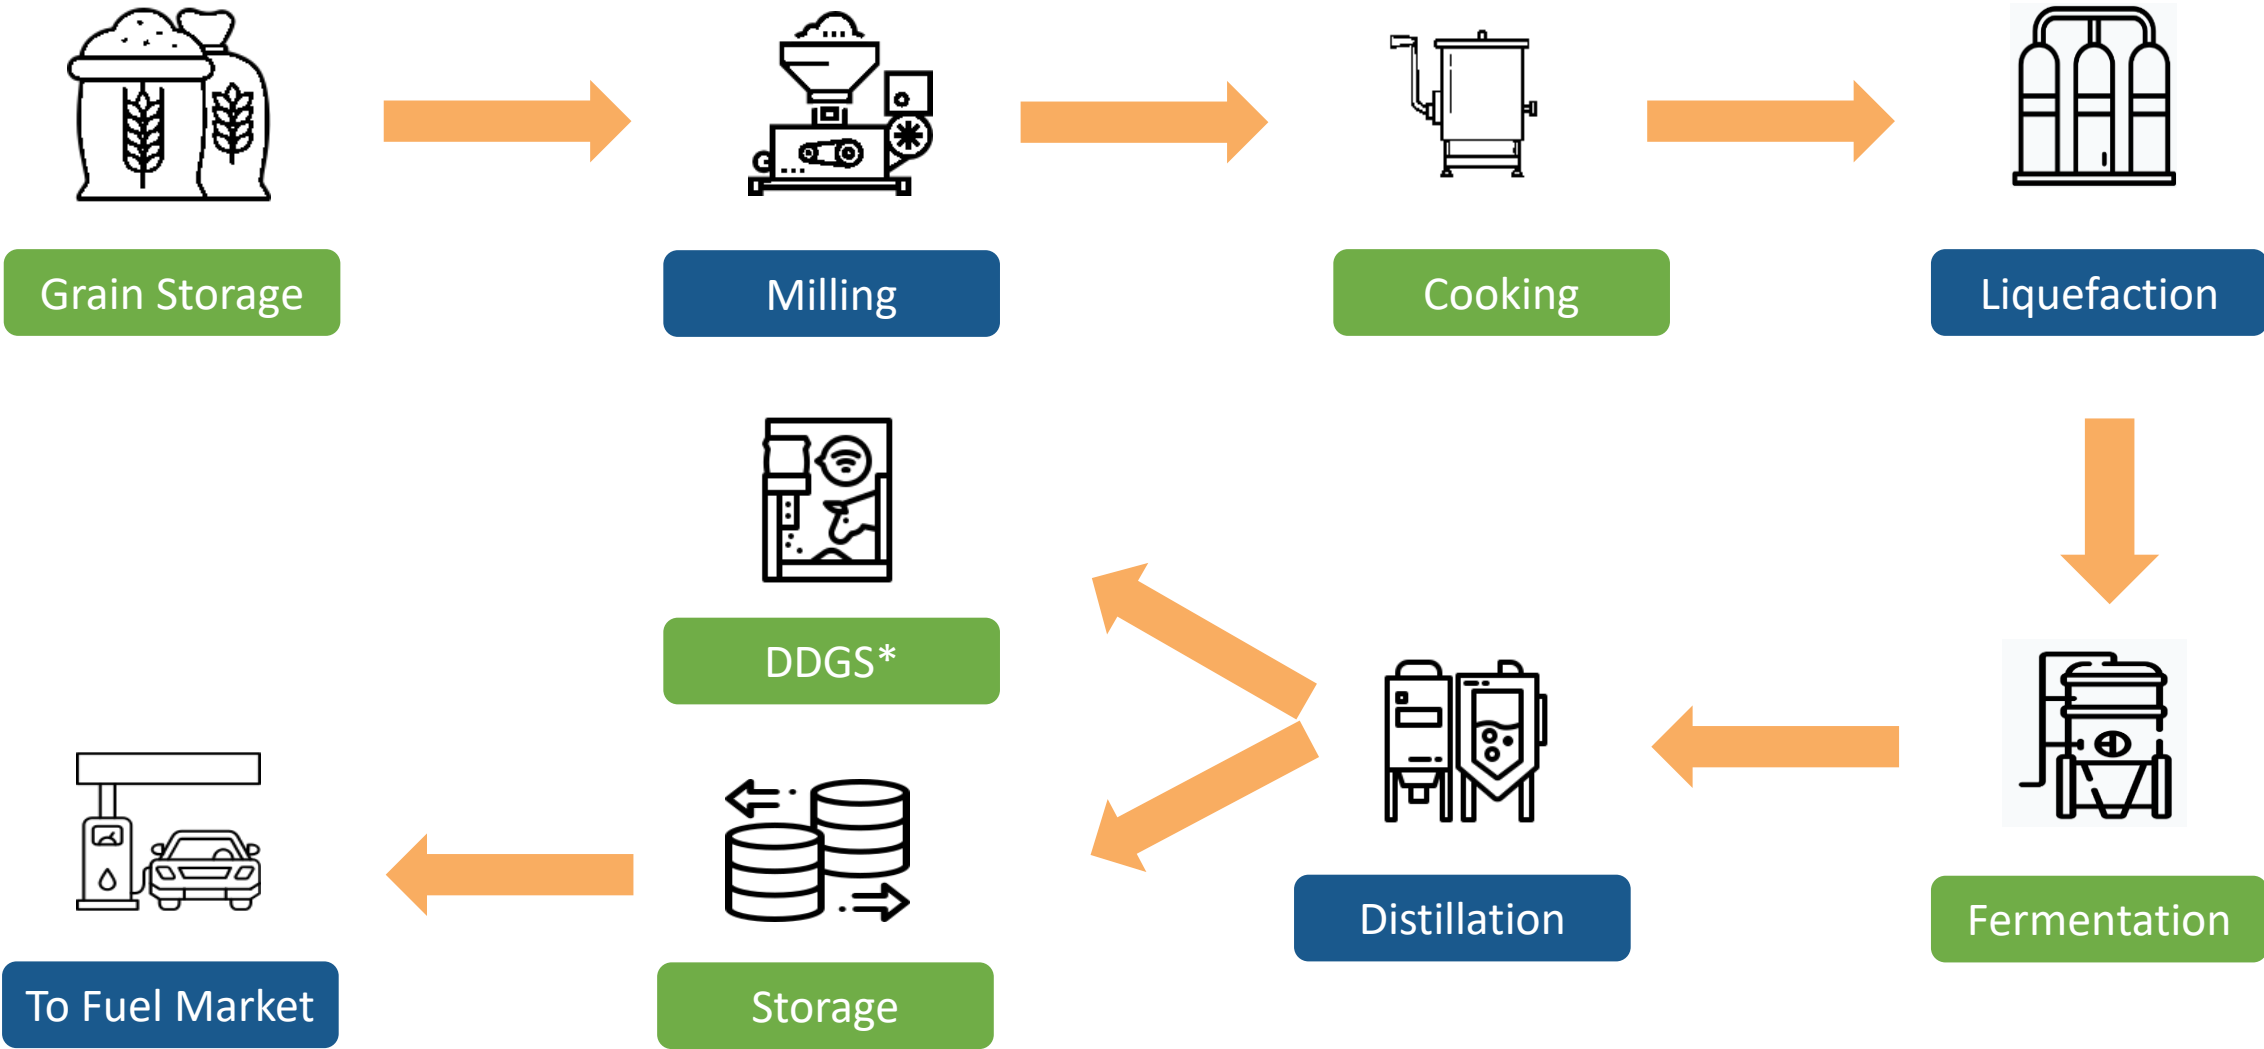 Grain Storage
Milling
Cooking
Liquefaction
DDGS*
Distillation
Fermentation
To Fuel Market
Storage